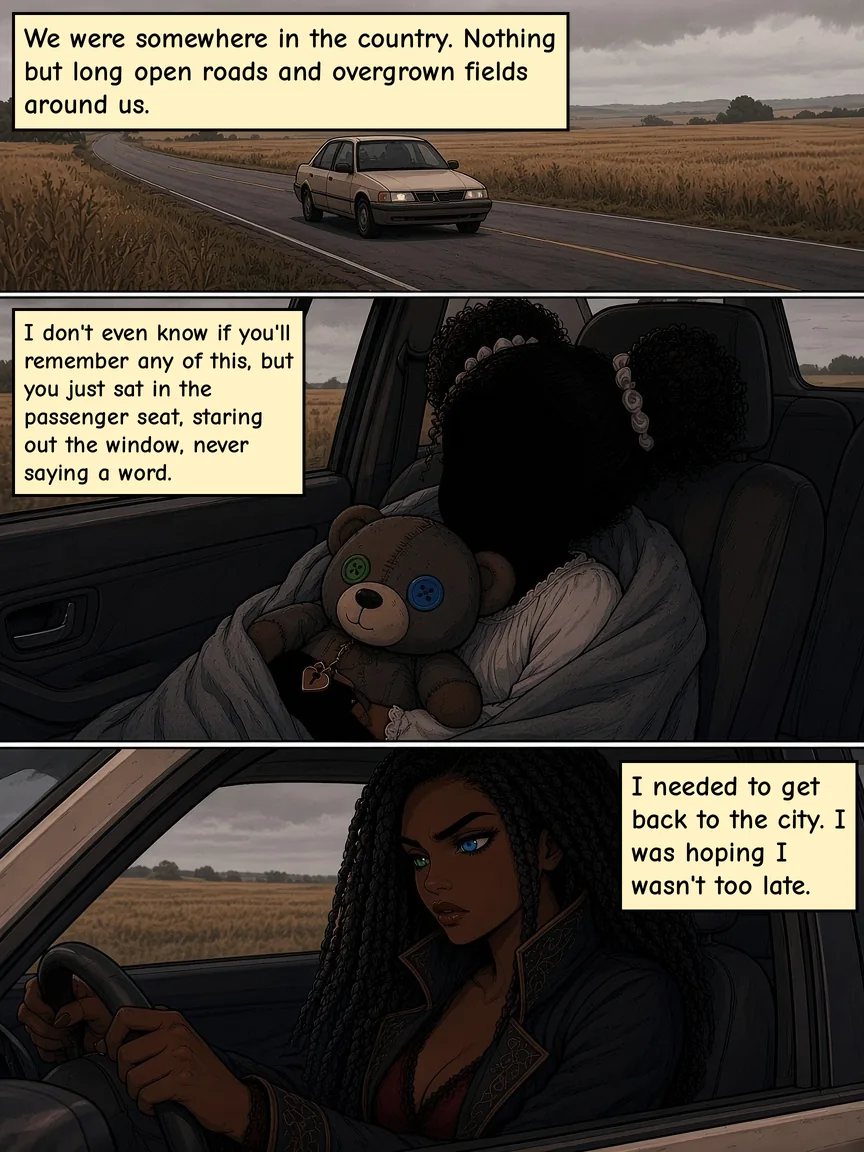 We were somewhere in the country. Nothing
but long open roads and overgrown fields
around us.
I don't even know if you'll
remember any of this, but
you just sat in the
passenger seat, staring
out the window, never
saying a word.
I needed to get
back to the city. I
was hoping I
wasn't too late.